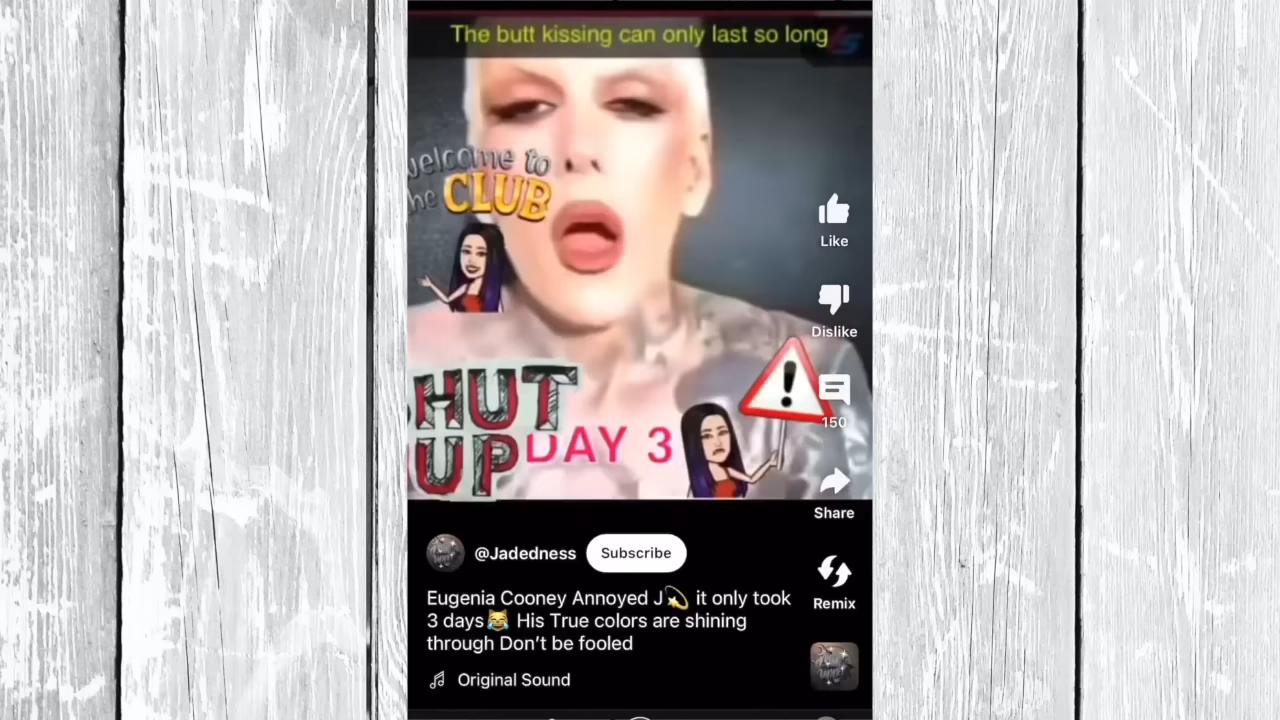 The butt kissing can only last so long
welcome to
he CLUB
Like
Dislike
HUT
UP
DAY 3
150
Share
@Jadedness
Subscribe
Eugenia Cooney Annoyed J💫 it only took
3 days😹 His True colors are shining
through Don't be fooled
Remix
Original Sound